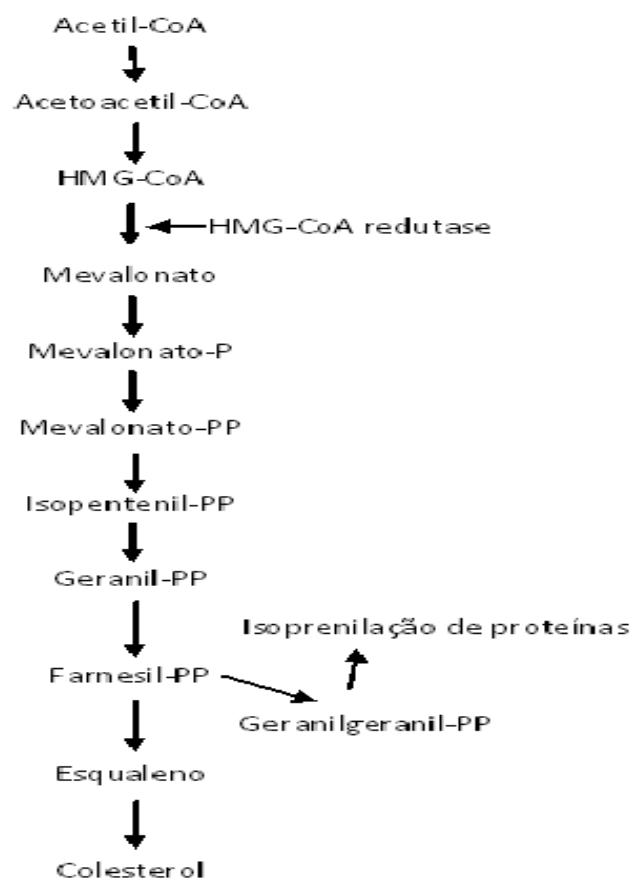 Acetil-CoA
Acetoacetil-CoA
HMG-CoA
HMG-CoA redutase
Mevalonato
Mevalonato-P
Mevalonato-PP
Isopentenil-PP
Geranil-PP
Isoprenilação de proteínas
Farnesil-PP
Geranilgeranil-PP
Esqualeno
Colesterol